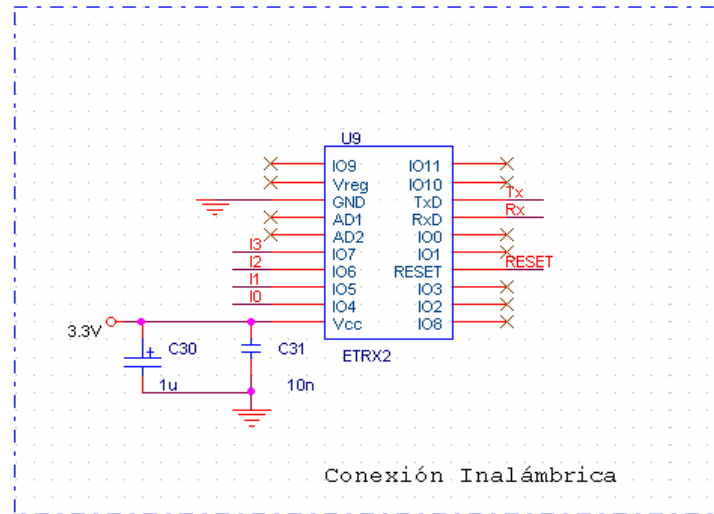 U9
IO9 IO11
Vreg IO10
GND TxD Tx
AD1 RxD Rx
AD2 IO0
I3 IO7 IO1
I2 IO6 RESET RESET
I1 IO5 IO3
I0 IO4 IO2
3.3V Vcc IO8
C30 C31 ETRX2
1u 10n
Conexión Inalámbrica